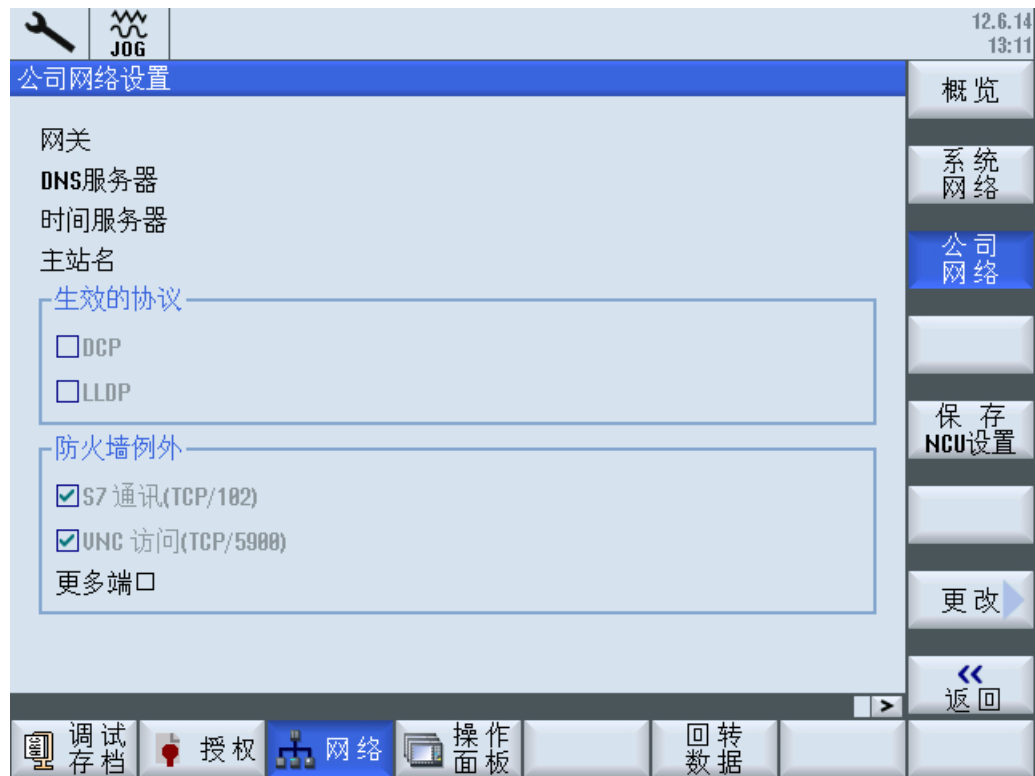 JOG
12.6.14
13:11
公司网络设置
网关
DNS服务器
时间服务器
主站名
生效的协议
DCP
LLDP
防火墙例外
S7 通讯(TCP/102)
VNC 访问(TCP/5900)
更多端口
概览
系统
网络
公司
网络
保存
NCU设置
更改
返回
调试
存档
授权
网络
操作
面板
回转
数据